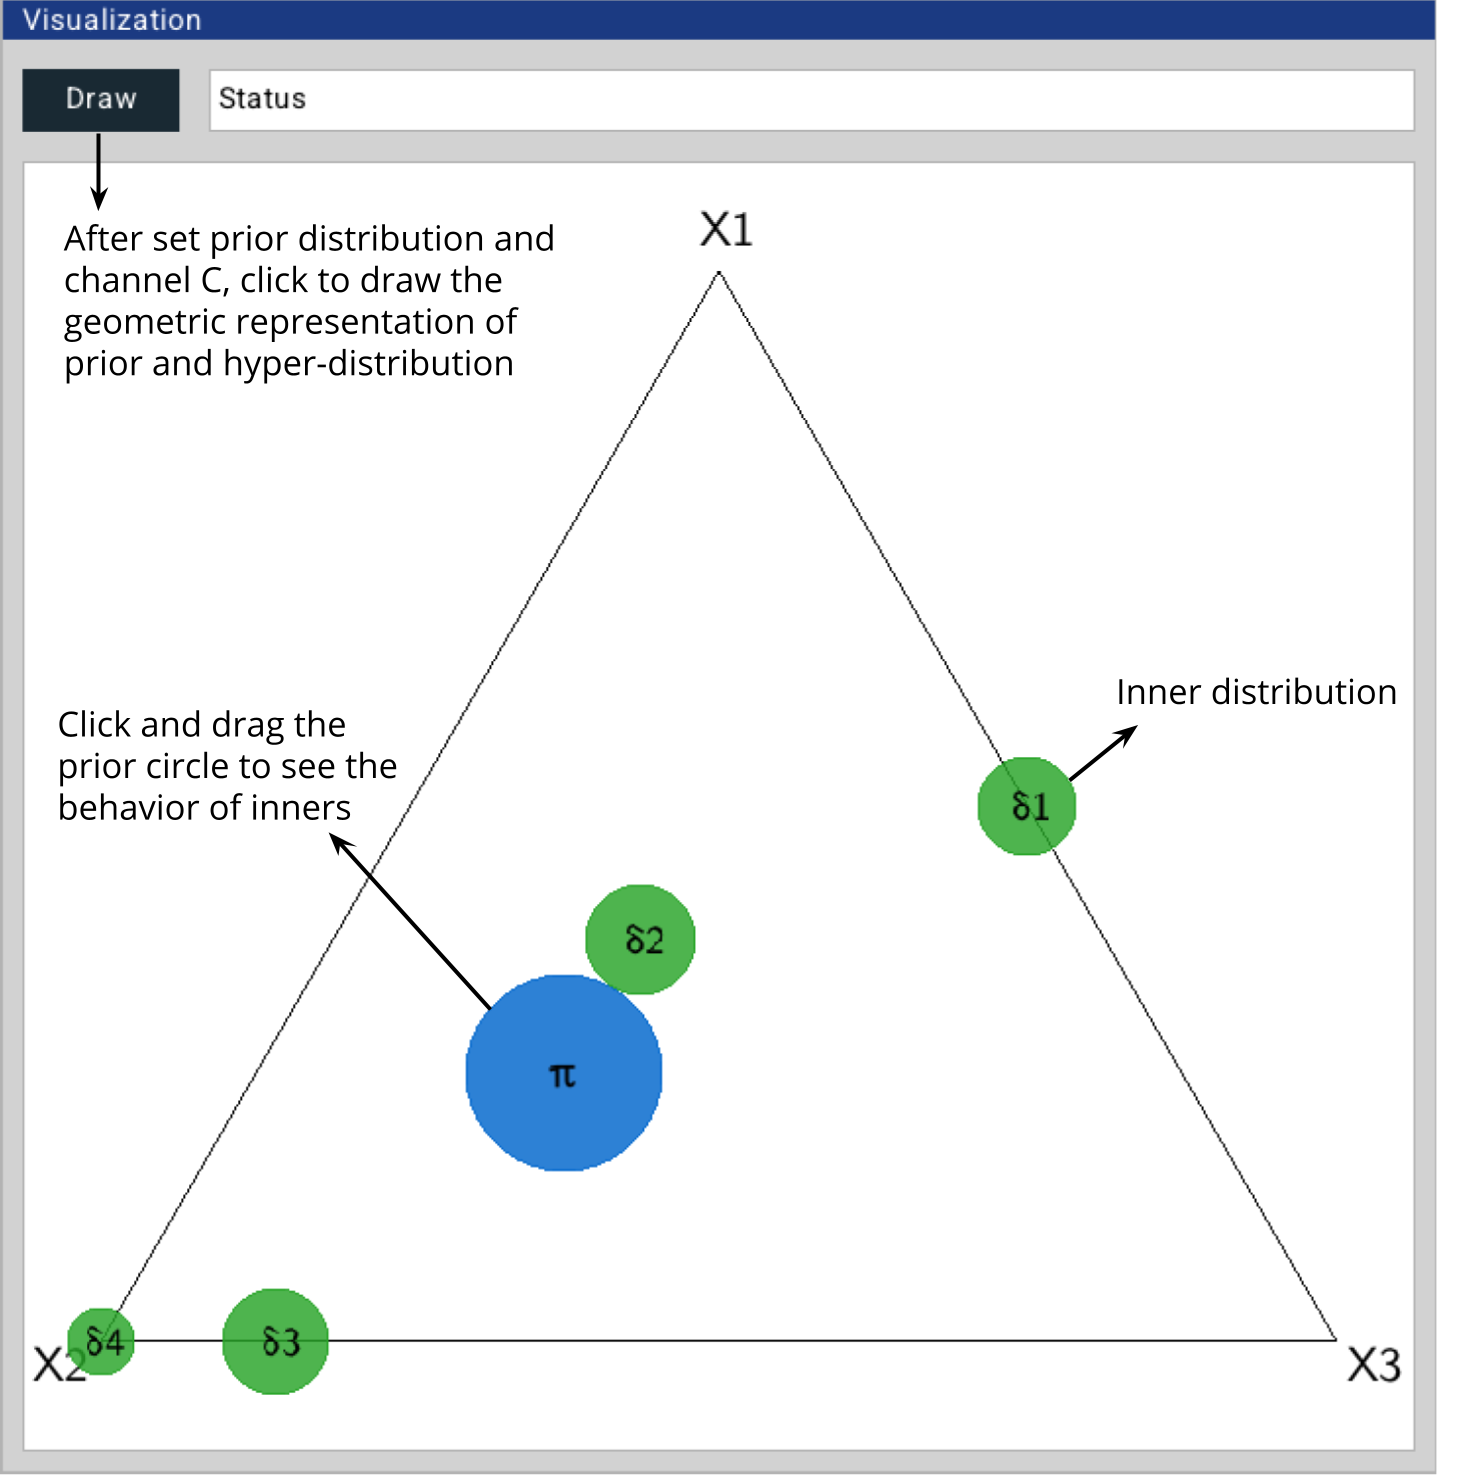 Visualization
Draw
Status
After set prior distribution and
channel C, click to draw the
geometric representation of
prior and hyper-distribution
X1
Inner distribution
Click and drag the
prior circle to see the
behavior of inners
δ1
δ2
π
δ4
δ3
X2
X3